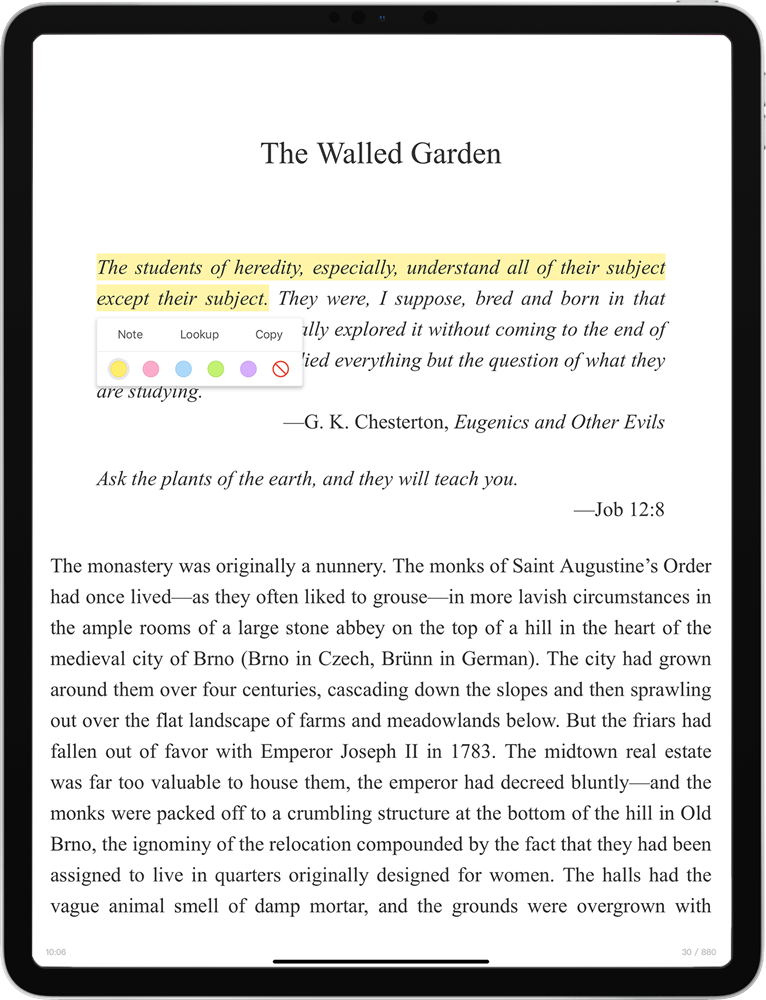 The Walled Garden
The students of heredity, especially, understand all of their subject
except their subject. They were, I suppose, bred and born in that
Note Lookup Copy
explored it without coming to the end of
everything but the question of what they
are studying.
—G. K. Chesterton, Eugenics and Other Evils
Ask the plants of the earth, and they will teach you.
—Job 12:8
The monastery was originally a nunnery. The monks of Saint Augustine’s Order
had once lived—as they often liked to grouse—in more lavish circumstances in
the ample rooms of a large stone abbey on the top of a hill in the heart of the
medieval city of Brno (Brno in Czech, Brünn in German). The city had grown
around them over four centuries, cascading down the slopes and then sprawling
out over the flat landscape of farms and meadowlands below. But the friars had
fallen out of favor with Emperor Joseph II in 1783. The midtown real estate
was far too valuable to house them, the emperor had decreed bluntly—and the
monks were packed off to a crumbling structure at the bottom of the hill in Old
Brno, the ignominy of the relocation compounded by the fact that they had been
assigned to live in quarters originally designed for women. The halls had the
vague animal smell of damp mortar, and the grounds were overgrown with
10:06 30 / 880